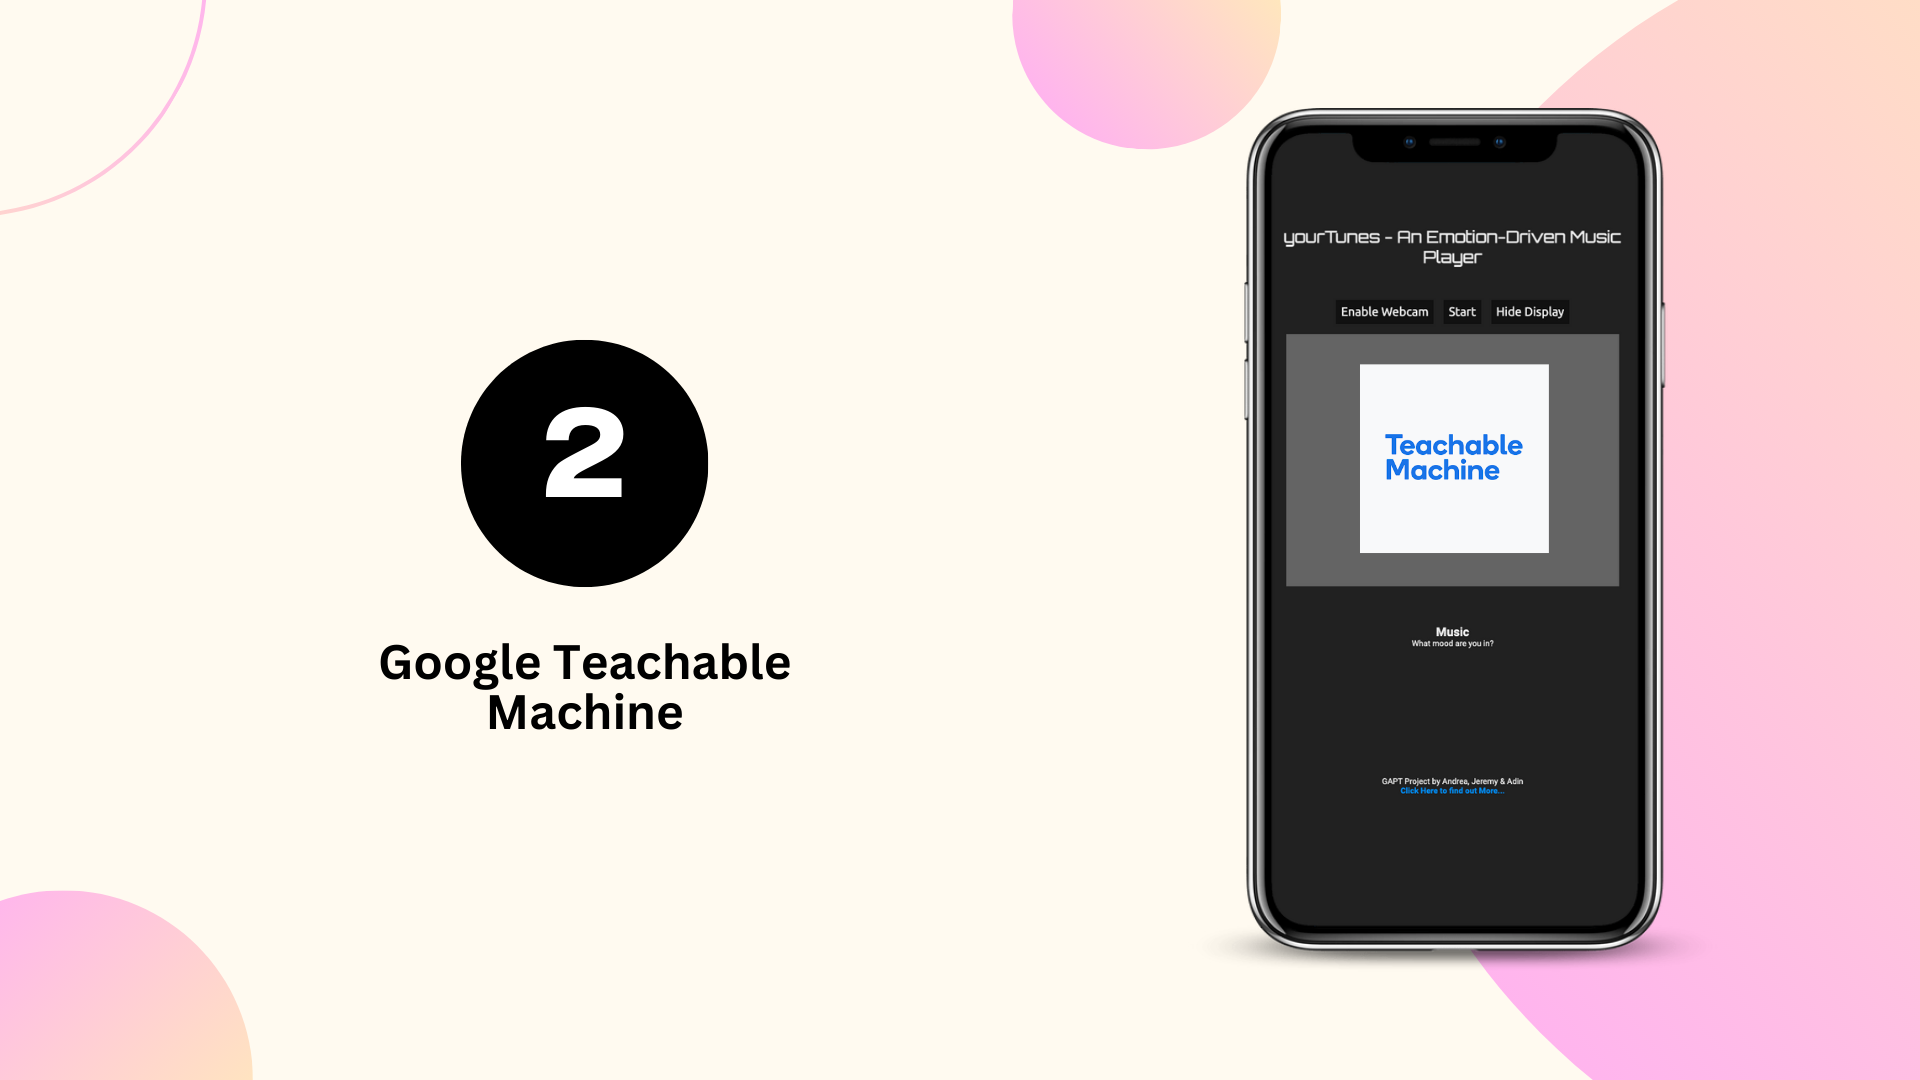 2
Google Teachable
Machine
yourTunes - An Emotion-Driven Music
Player
Enable Webcam Start Hide Display
Teachable
Machine
Music
What mood are you in?
GAPT Project by Andrea, Jeremy & Adin
Click Here to find out More...